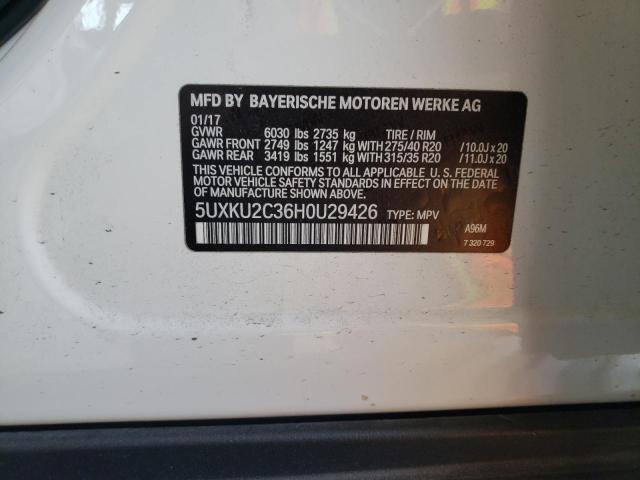 MFD BY BAYERISCHE MOTOREN WERKE AG
01/17
GVWR 6030 lbs 2735 kg TIRE / RIM
GAWR FRONT 2749 lbs 1247 kg WITH 275/40 R20 /10.0J x 20
GAWR REAR 3419 lbs 1551 kg WITH 315/35 R20 /11.0J x 20
THIS VEHICLE CONFORMS TO ALL APPLICABLE U.S. FEDERAL
MOTOR VEHICLE SAFETY STANDARDS IN EFFECT ON
THE DATE OF MANUFACTURE SHOWN ABOVE.
5UXKU2C36H0U29426 TYPE: MPV
A96M
7 320 729